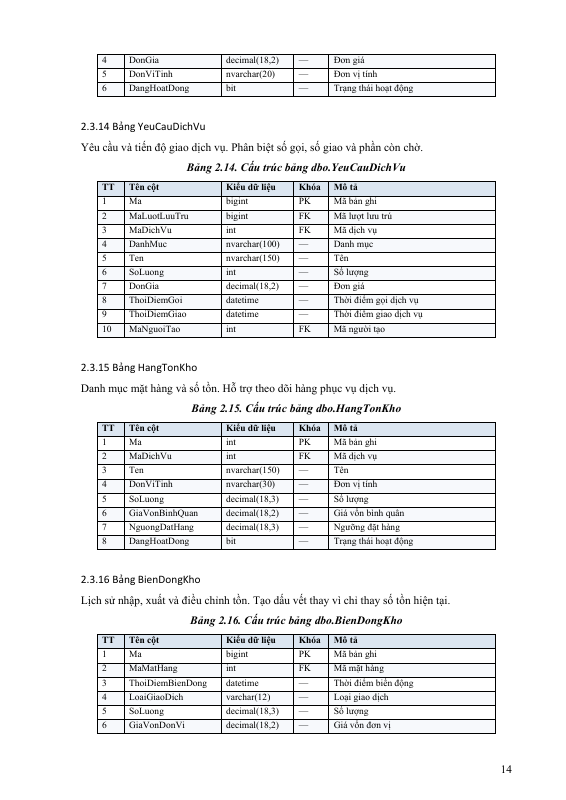 4 DonGia decimal(18,2) — Đơn giá
5 DonViTinh nvarchar(20) — Đơn vị tính
6 DangHoatDong bit — Trạng thái hoạt động
2.3.14 Bảng YeuCauDichVu
Yêu cầu và tiến độ giao dịch vụ. Phân biệt số gọi, số giao và phần còn chờ.
Bảng 2.14. Cấu trúc bảng dbo.YeuCauDichVu
TT Tên cột Kiểu dữ liệu Khóa Mô tả
1 Ma bigint PK Mã bản ghi
2 MaLuotLuuTru bigint FK Mã lượt lưu trú
3 MaDichVu int FK Mã dịch vụ
4 DanhMuc nvarchar(100) — Danh mục
5 Ten nvarchar(150) — Tên
6 SoLuong int — Số lượng
7 DonGia decimal(18,2) — Đơn giá
8 ThoiDiemGoi datetime — Thời điểm gọi dịch vụ
9 ThoiDiemGiao datetime — Thời điểm giao dịch vụ
10 MaNguoiTao int FK Mã người tạo
2.3.15 Bảng HangTonKho
Danh mục mặt hàng và số tồn. Hỗ trợ theo dõi hàng phục vụ dịch vụ.
Bảng 2.15. Cấu trúc bảng dbo.HangTonKho
TT Tên cột Kiểu dữ liệu Khóa Mô tả
1 Ma int PK Mã bản ghi
2 MaDichVu int FK Mã dịch vụ
3 Ten nvarchar(150) — Tên
4 DonViTinh nvarchar(30) — Đơn vị tính
5 SoLuong decimal(18,3) — Số lượng
6 GiaVonBinhQuan decimal(18,2) — Giá vốn bình quân
7 NguongDatHang decimal(18,3) — Ngưỡng đặt hàng
8 DangHoatDong bit — Trạng thái hoạt động
2.3.16 Bảng BienDongKho
Lịch sử nhập, xuất và điều chỉnh tồn. Tạo dấu vết thay vì chỉ thay số tồn hiện tại.
Bảng 2.16. Cấu trúc bảng dbo.BienDongKho
TT Tên cột Kiểu dữ liệu Khóa Mô tả
1 Ma bigint PK Mã bản ghi
2 MaMatHang int FK Mã mặt hàng
3 ThoiDiemBienDong datetime — Thời điểm biến động
4 LoaiGiaoDich varchar(12) — Loại giao dịch
5 SoLuong decimal(18,3) — Số lượng
6 GiaVonDonVi decimal(18,2) — Giá vốn đơn vị
14